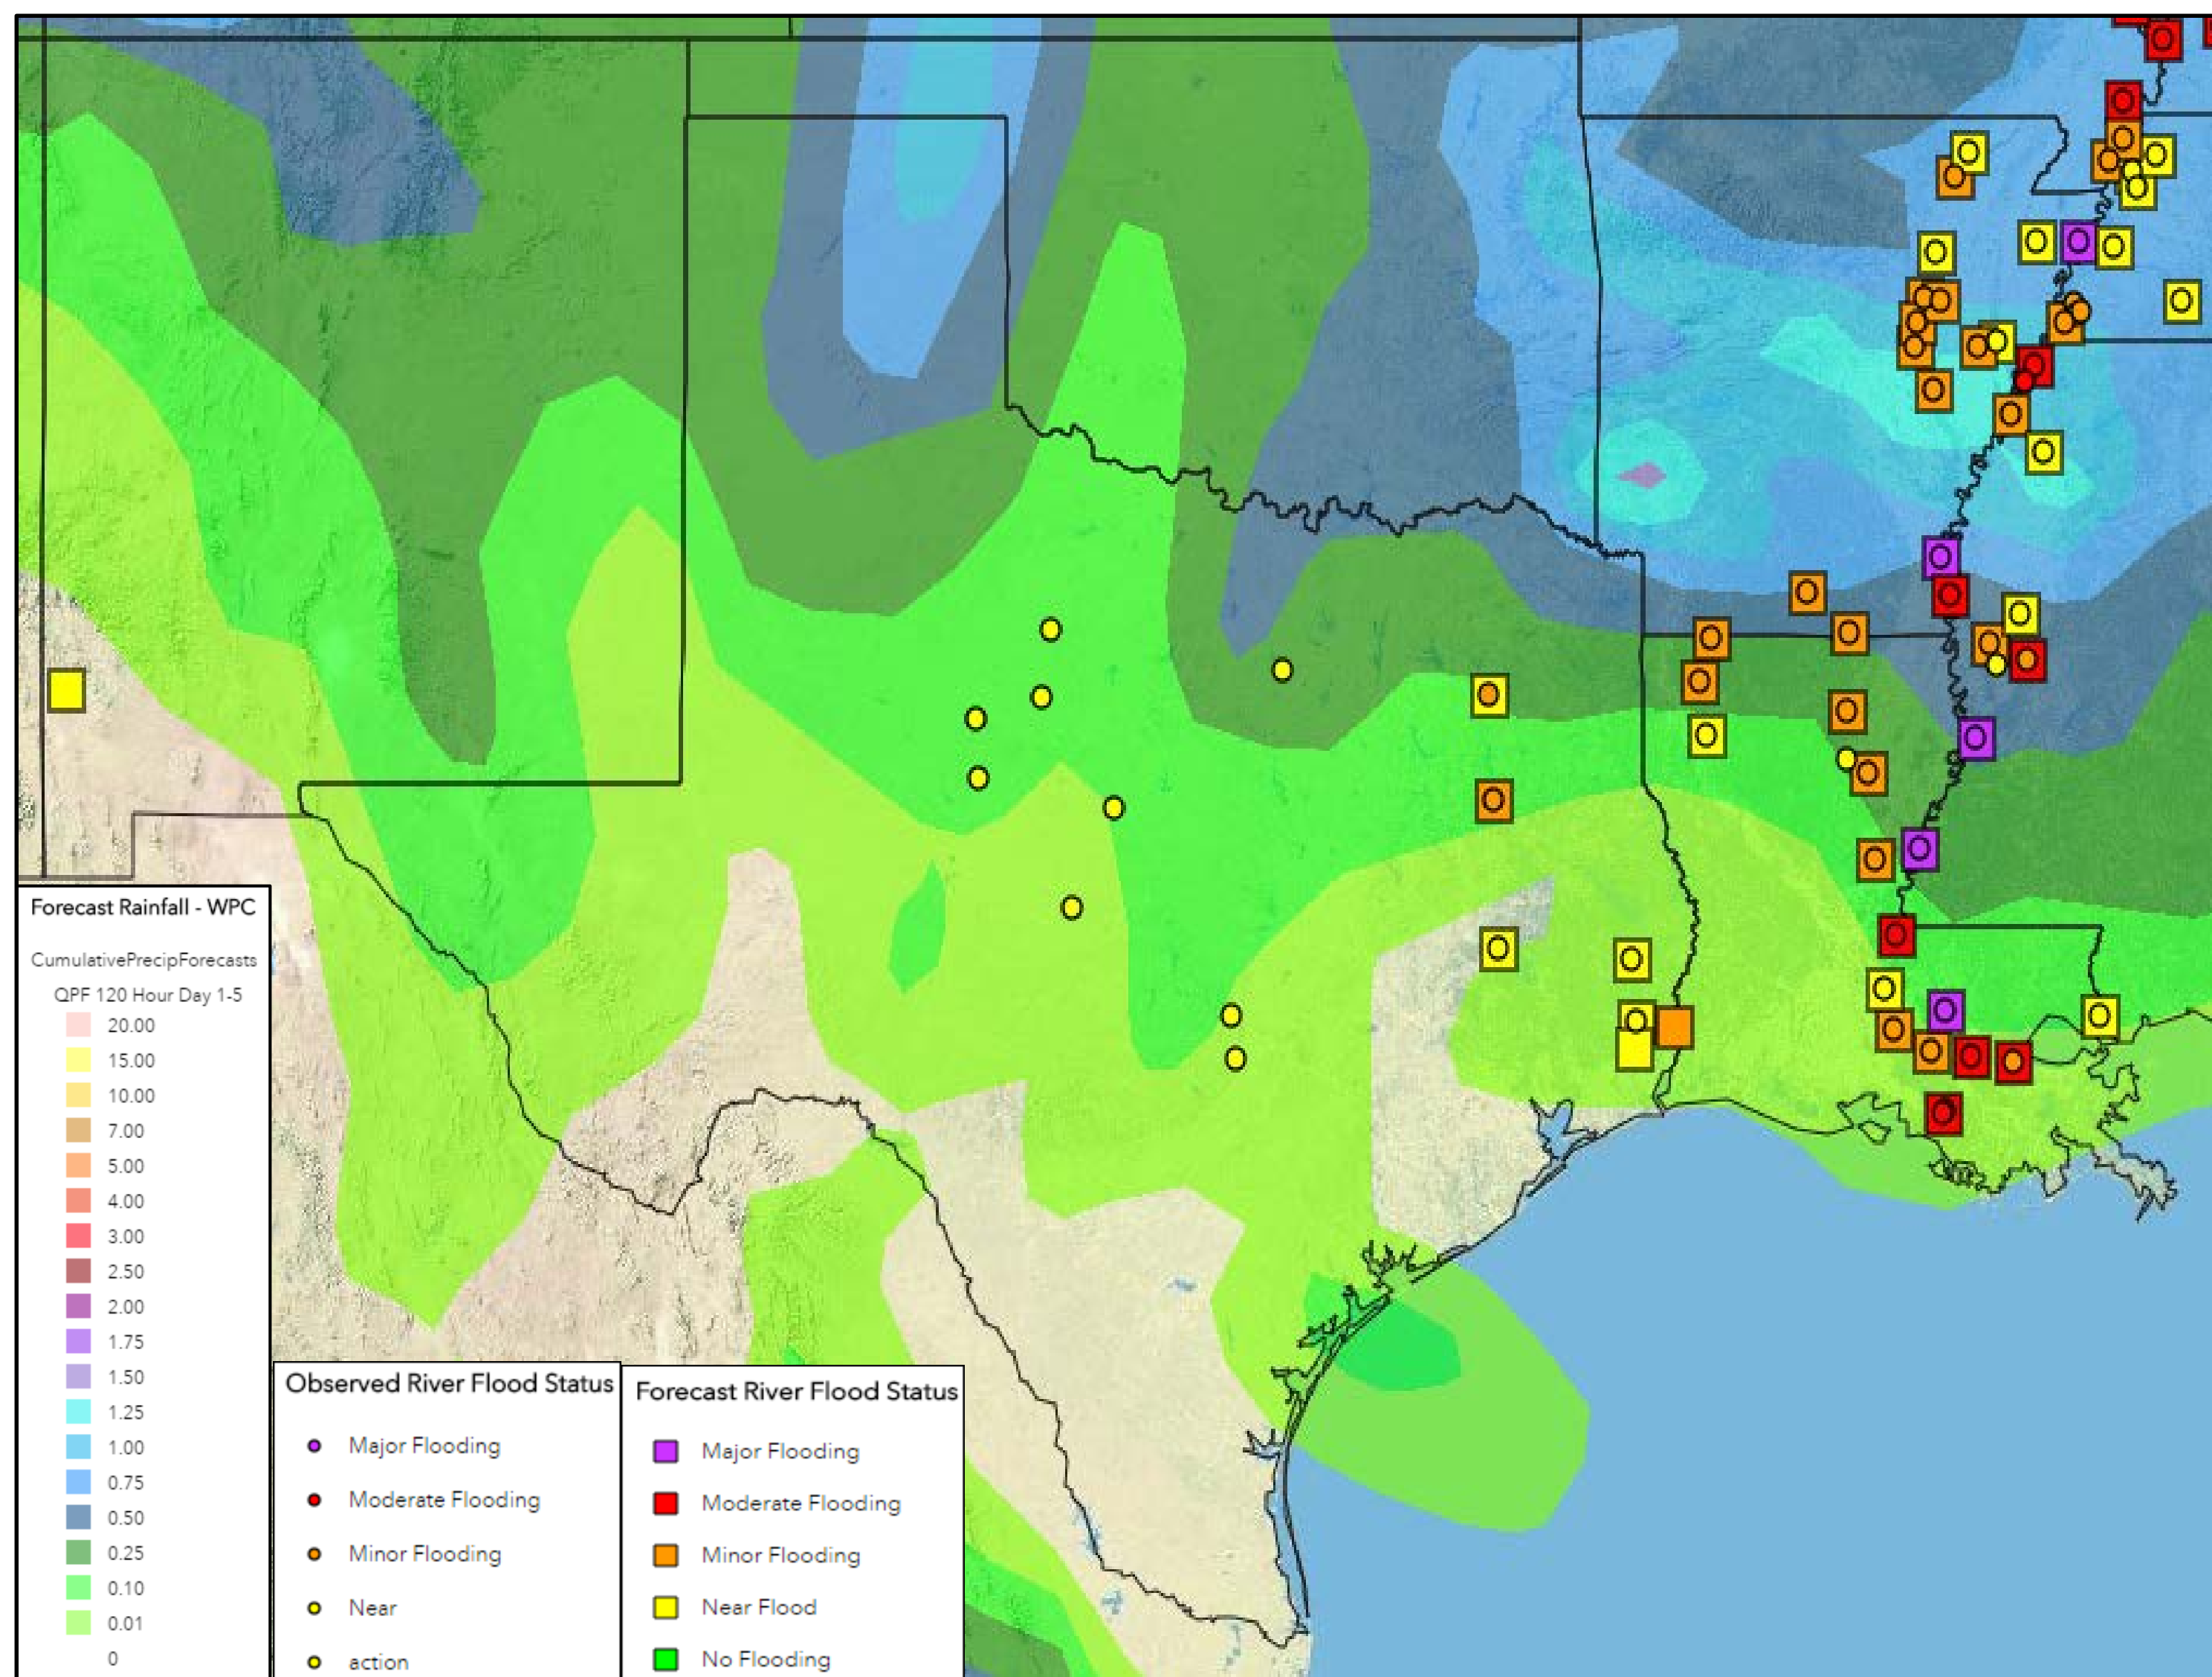 Forecast Rainfall - WPC
CumulativePrecipForecasts
QPF 120 Hour Day 1-5
20.00
15.00
10.00
7.00
5.00
4.00
3.00
2.50
2.00
1.75
1.50
1.25
1.00
0.75
0.50
0.25
0.10
0.01
0
Observed River Flood Status
Major Flooding
Moderate Flooding
Minor Flooding
Near
action
Forecast River Flood Status
Major Flooding
Moderate Flooding
Minor Flooding
Near Flood
No Flooding